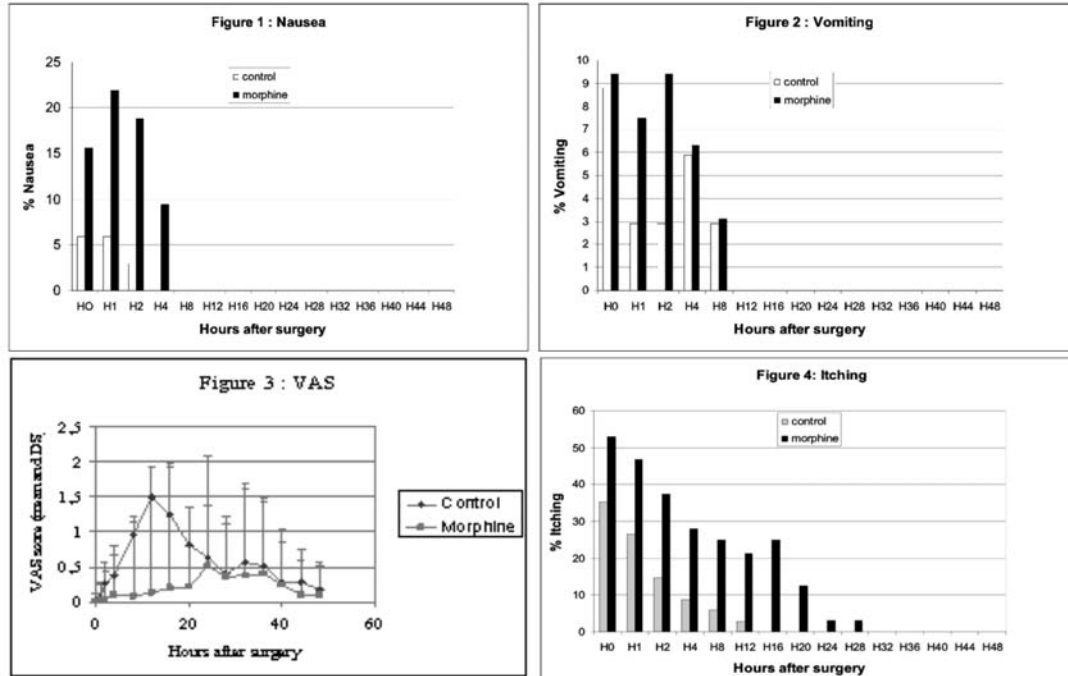 Figure 1 : Nausea
25
20
15
10
5
0
% Nausea
control
morphine
HO H1 H2 H4 H8 H12 H16 H20 H24 H28 H32 H36 H40 H44 H48
Hours after surgery
Figure 2 : Vomiting
10
9
8
7
6
5
4
3
2
1
0
% Vomiting
control
morphine
H0 H1 H2 H4 H8 H12 H16 H20 H24 H28 H32 H36 H40 H44 H48
Hours after surgery
Figure 3 : VAS
2,5
2
1,5
1
0,5
0
VAS score (mean and DS)
Control
Morphine
0 20 40 60
Hours after surgery
Figure 4: Itching
60
50
40
30
20
10
0
% Itching
control
morphine
H0 H1 H2 H4 H8 H12 H16 H20 H24 H28 H32 H36 H40 H44 H48
Hours after surgery